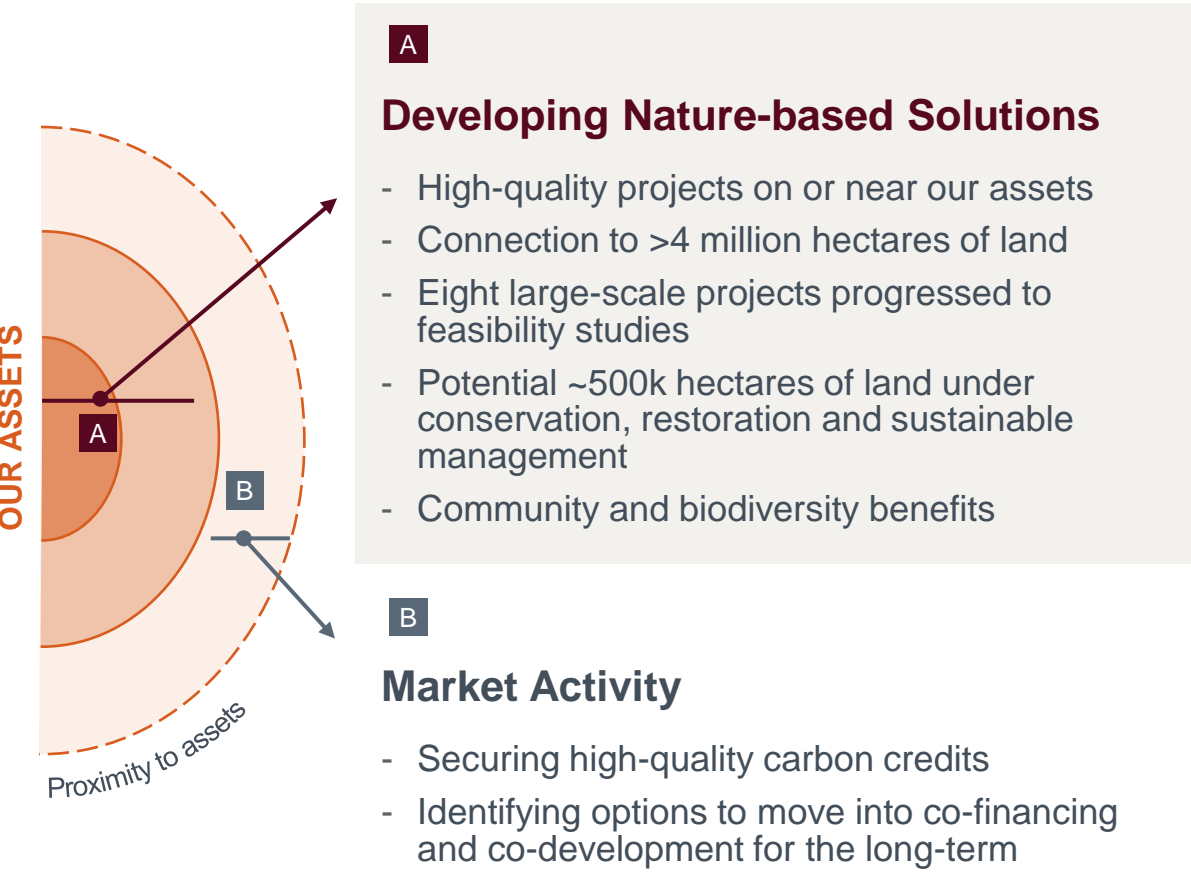 OUR ASSETS
A
B
Proximity to assets
A
Developing Nature-based Solutions
- High-quality projects on or near our assets
- Connection to >4 million hectares of land
- Eight large-scale projects progressed to
feasibility studies
- Potential ~500k hectares of land under
conservation, restoration and sustainable
management
- Community and biodiversity benefits
B
Market Activity
- Securing high-quality carbon credits
- Identifying options to move into co-financing
and co-development for the long-term